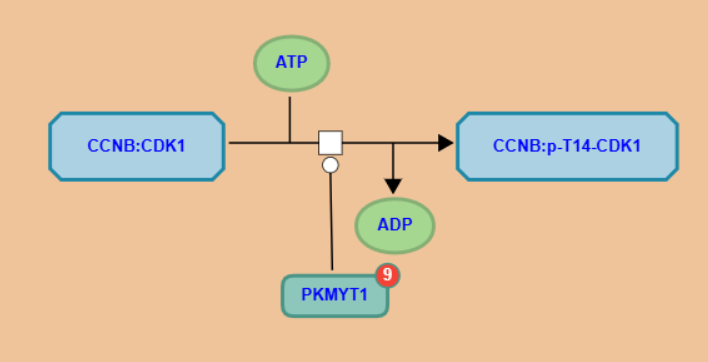 ATP
CCNB:CDK1
CCNB:p-T14-CDK1
ADP
9
PKMYT1